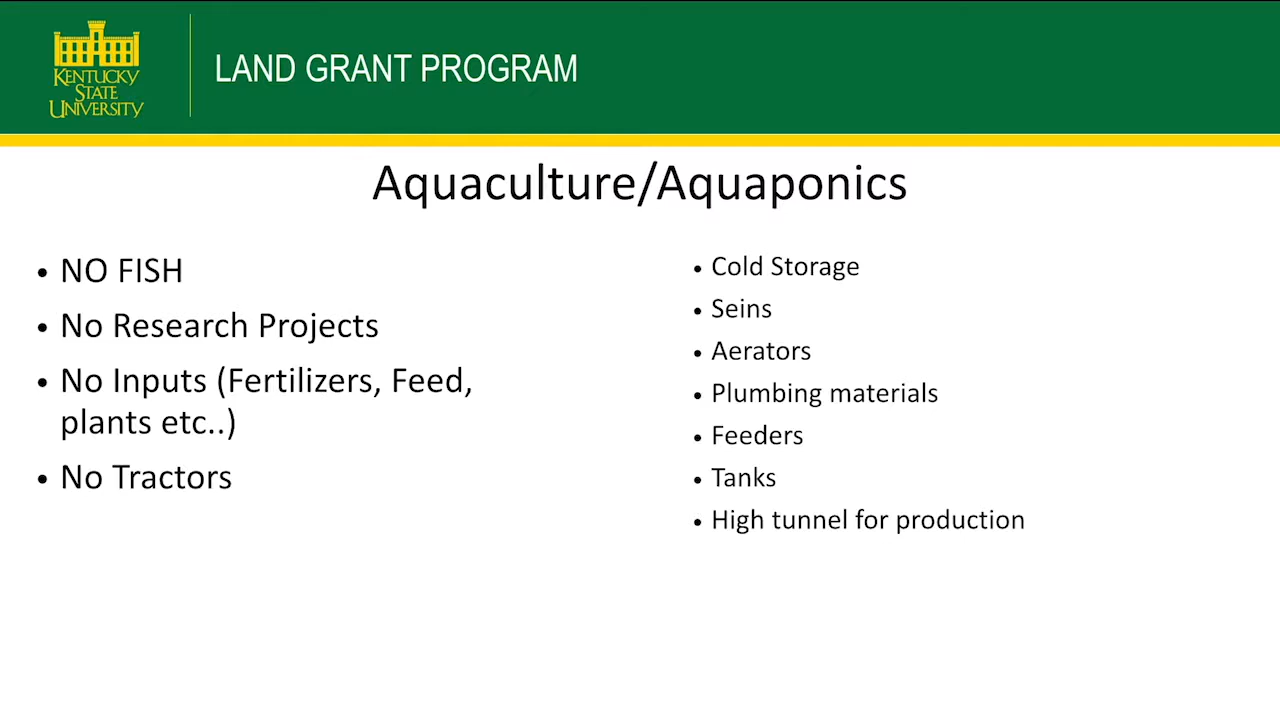 KENTUCKY
STATE
UNIVERSITY
LAND GRANT PROGRAM
Aquaculture/Aquaponics
• NO FISH
• No Research Projects
• No Inputs (Fertilizers, Feed,
plants etc..)
• No Tractors
• Cold Storage
• Seins
• Aerators
• Plumbing materials
• Feeders
• Tanks
• High tunnel for production